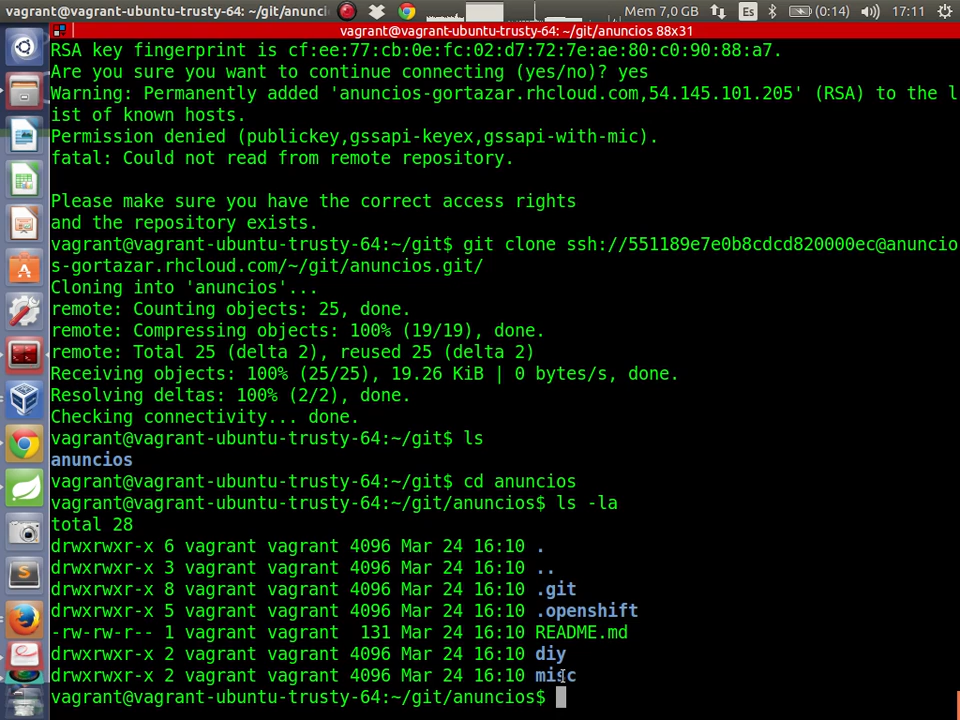 vagrant@vagrant-ubuntu-trusty-64: ~/git/anunci
Mem 7,0 GB
Es
(0:14)
17:11
vagrant@vagrant-ubuntu-trusty-64: ~/git/anuncios 88x31
RSA key fingerprint is cf:ee:77:cb:0e:fc:02:d7:72:7e:ae:80:c0:90:88:a7.
Are you sure you want to continue connecting (yes/no)? yes
Warning: Permanently added 'anuncios-gortazar.rhcloud.com,54.145.101.205' (RSA) to the l
ist of known hosts.
Permission denied (publickey,gssapi-keyex,gssapi-with-mic).
fatal: Could not read from remote repository.
Please make sure you have the correct access rights
and the repository exists.
vagrant@vagrant-ubuntu-trusty-64:~/git$ git clone ssh://551189e7e0b8cdcd820000ec@anuncio
s-gortazar.rhcloud.com/~/git/anuncios.git/
Cloning into 'anuncios'...
remote: Counting objects: 25, done.
remote: Compressing objects: 100% (19/19), done.
remote: Total 25 (delta 2), reused 25 (delta 2)
Receiving objects: 100% (25/25), 19.26 KiB | 0 bytes/s, done.
Resolving deltas: 100% (2/2), done.
Checking connectivity... done.
vagrant@vagrant-ubuntu-trusty-64:~/git$ ls
anuncios
vagrant@vagrant-ubuntu-trusty-64:~/git$ cd anuncios
vagrant@vagrant-ubuntu-trusty-64:~/git/anuncios$ ls -la
total 28
drwxrwxr-x 6 vagrant vagrant 4096 Mar 24 16:10 .
drwxrwxr-x 3 vagrant vagrant 4096 Mar 24 16:10 ..
drwxrwxr-x 8 vagrant vagrant 4096 Mar 24 16:10 .git
drwxrwxr-x 5 vagrant vagrant 4096 Mar 24 16:10 .openshift
-rw-rw-r-- 1 vagrant vagrant  131 Mar 24 16:10 README.md
drwxrwxr-x 2 vagrant vagrant 4096 Mar 24 16:10 diy
drwxrwxr-x 2 vagrant vagrant 4096 Mar 24 16:10 misc
vagrant@vagrant-ubuntu-trusty-64:~/git/anuncios$